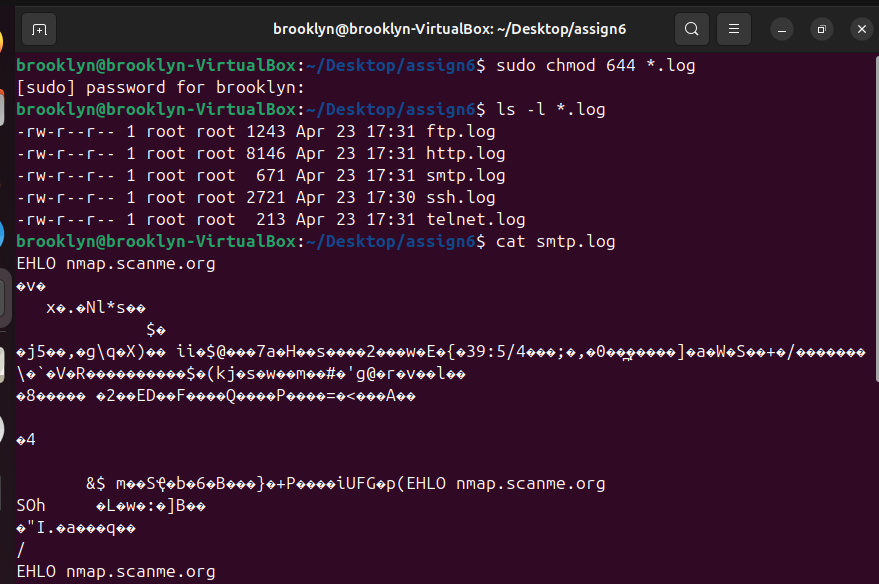 brooklyn@brooklyn-VirtualBox: ~/Desktop/assign6
brooklyn@brooklyn-VirtualBox:~/Desktop/assign6$ sudo chmod 644 *.log
[sudo] password for brooklyn:
brooklyn@brooklyn-VirtualBox:~/Desktop/assign6$ ls -l *.log
-rw-r--r-- 1 root root 1243 Apr 23 17:31 ftp.log
-rw-r--r-- 1 root root 8146 Apr 23 17:31 http.log
-rw-r--r-- 1 root root  671 Apr 23 17:31 smtp.log
-rw-r--r-- 1 root root 2721 Apr 23 17:30 ssh.log
-rw-r--r-- 1 root root  213 Apr 23 17:31 telnet.log
brooklyn@brooklyn-VirtualBox:~/Desktop/assign6$ cat smtp.log
EHLO nmap.scanme.org
�v�
x�.�Nl*s��
$�
�j5��,�g\q�X)�� ii�$@���7a�H��s����2���w�E�{�39:5/4���;�,�0�������]�a�W�S��+�/�������
\�`�V�R����������$�(kj�s�w��m��#�'g@�r�v��l��
�8����� �2��ED��F����Q����P����=�<���A��
�4
&$ m��S�b�6�B���}�+P����iUFG�p(EHLO nmap.scanme.org
SOh �L�w�:�]B��
�"I.�a���q��
/
EHLO nmap.scanme.org